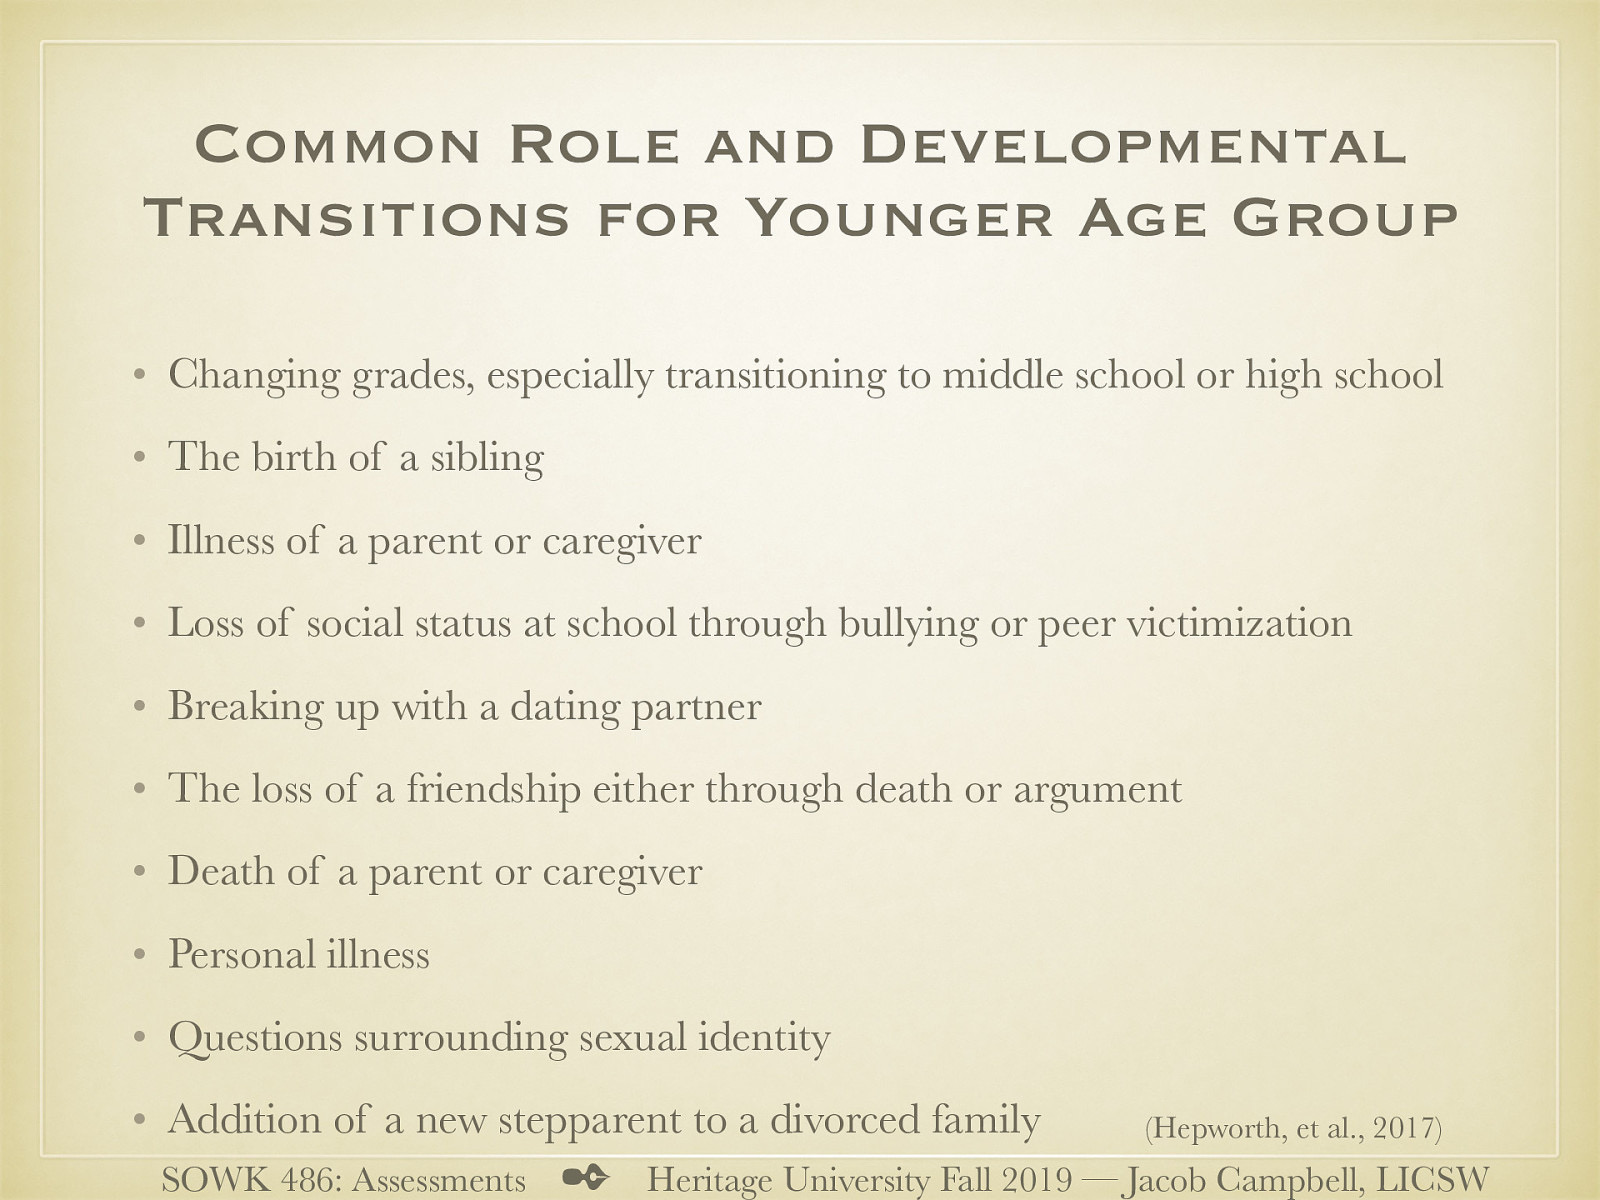 Common Role and Developmental
Transitions for Younger Age Group
• Changing grades, especially transitioning to middle school or high school
• The birth of a sibling
• Illness of a parent or caregiver
• Loss of social status at school through bullying or peer victimization
• Breaking up with a dating partner
• The loss of a friendship either through death or argument
• Death of a parent or caregiver
• Personal illness
• Questions surrounding sexual identity
• Addition of a new stepparent to a divorced family
(Hepworth, et al., 2017)
SOWK 486: Assessments ✒ Heritage University Fall 2019 — Jacob Campbell, LICSW